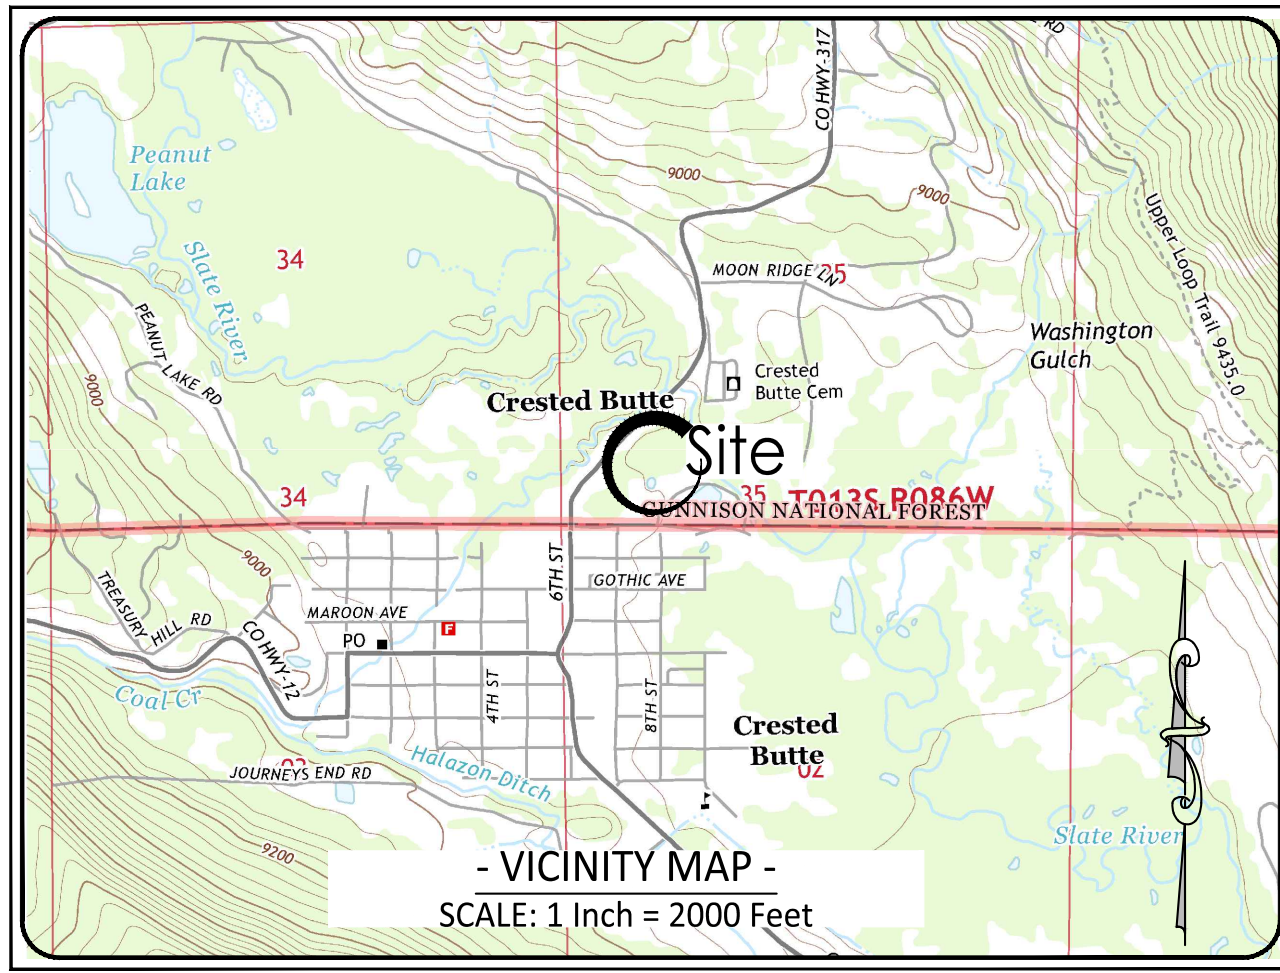 RD
CO HWY-317
Peanut
Lake
9000
9000
Upper Loop Trail 9435.0
Slate River
34
MOON RIDGE LN
35
PEANUT LAKE RD
Washington
Gulch
9000
Crested
Butte Cem
Crested Butte
Site
34
35
T013S R086W
GUNNISON NATIONAL FOREST
9000
6TH ST
GOTHIC AVE
TREASURY HILL RD
MAROON AVE
CO HWY-12
PO
F
4TH ST
8TH ST
Coal Cr
Crested
Butte
02
Halazon Ditch
JOURNEYS END RD
Slate River
9200
- VICINITY MAP -
SCALE: 1 Inch = 2000 Feet